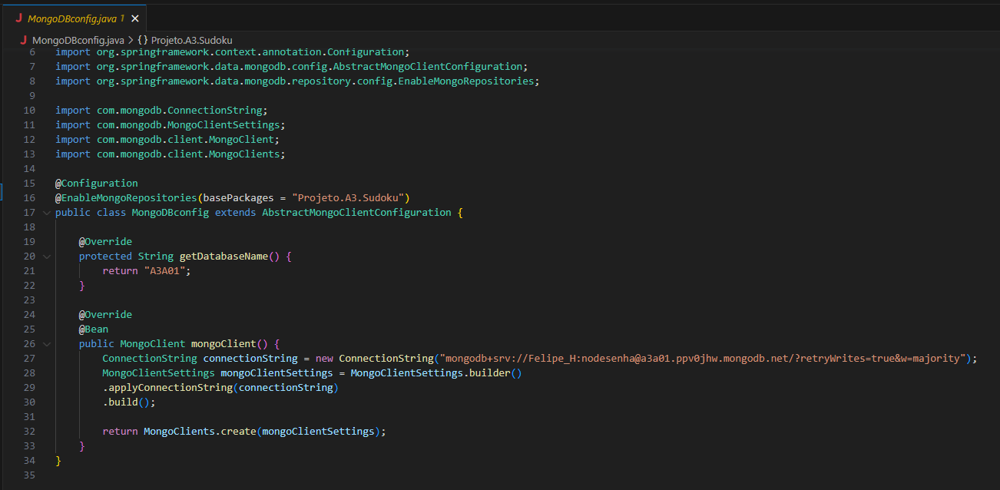 MongoDBconfig.java 1
MongoDBconfig.java > {} Projeto.A3.Sudoku
6 import org.springframework.context.annotation.Configuration;
7 import org.springframework.data.mongodb.config.AbstractMongoClientConfiguration;
8 import org.springframework.data.mongodb.repository.config.EnableMongoRepositories;
9
10 import com.mongodb.ConnectionString;
11 import com.mongodb.MongoClientSettings;
12 import com.mongodb.client.MongoClient;
13 import com.mongodb.client.MongoClients;
14
15 @Configuration
16 @EnableMongoRepositories(basePackages = "Projeto.A3.Sudoku")
17 public class MongoDBconfig extends AbstractMongoClientConfiguration {
18
19     @Override
20     protected String getDatabaseName() {
21         return "A3A01";
22     }
23
24     @Override
25     @Bean
26     public MongoClient mongoClient() {
27         ConnectionString connectionString = new ConnectionString("mongodb+srv://Felipe_H:nodesenha@a3a01.ppv0jhw.mongodb.net/?retryWrites=true&w=majority");
28         MongoClientSettings mongoClientSettings = MongoClientSettings.builder()
29         .applyConnectionString(connectionString)
30         .build();
31
32         return MongoClients.create(mongoClientSettings);
33     }
34 }
35